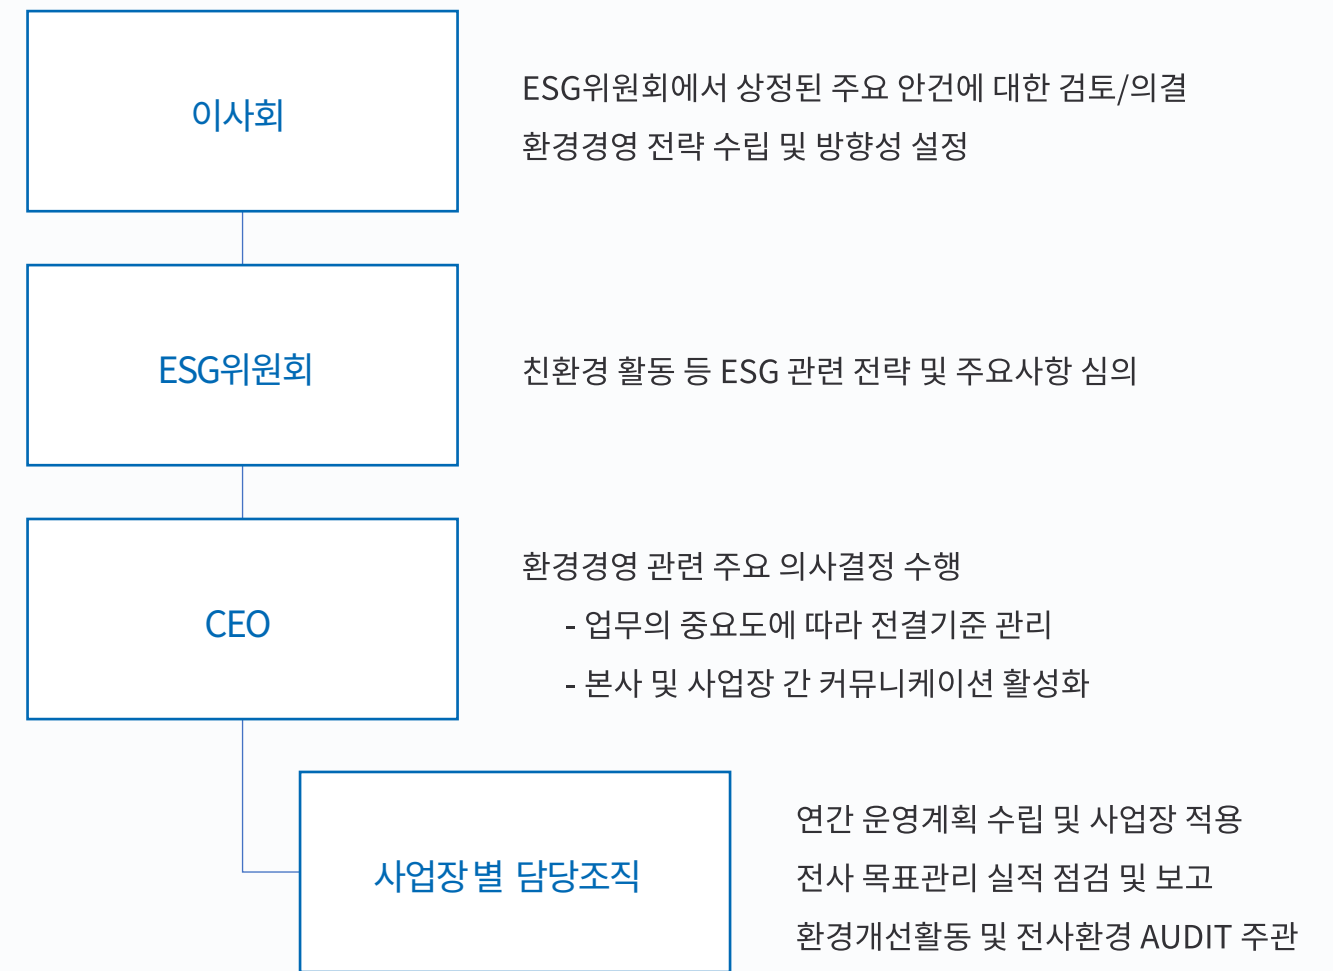 이사회
ESG위원회에서 상정된 주요 안건에 대한 검토/의결
환경경영 전략 수립 및 방향성 설정
ESG위원회
친환경 활동 등 ESG 관련 전략 및 주요사항 심의
CEO
환경경영 관련 주요 의사결정 수행
- 업무의 중요도에 따라 전결기준 관리
- 본사 및 사업장 간 커뮤니케이션 활성화
사업장별 담당조직
연간 운영계획 수립 및 사업장 적용
전사 목표관리 실적 점검 및 보고
환경개선활동 및 전사환경 AUDIT 주관